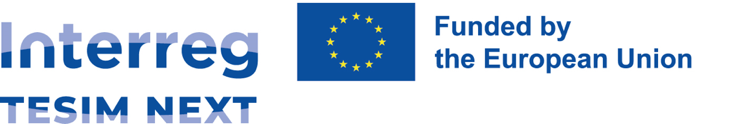 Interreg
TESIM NEXT
Funded by
the European Union